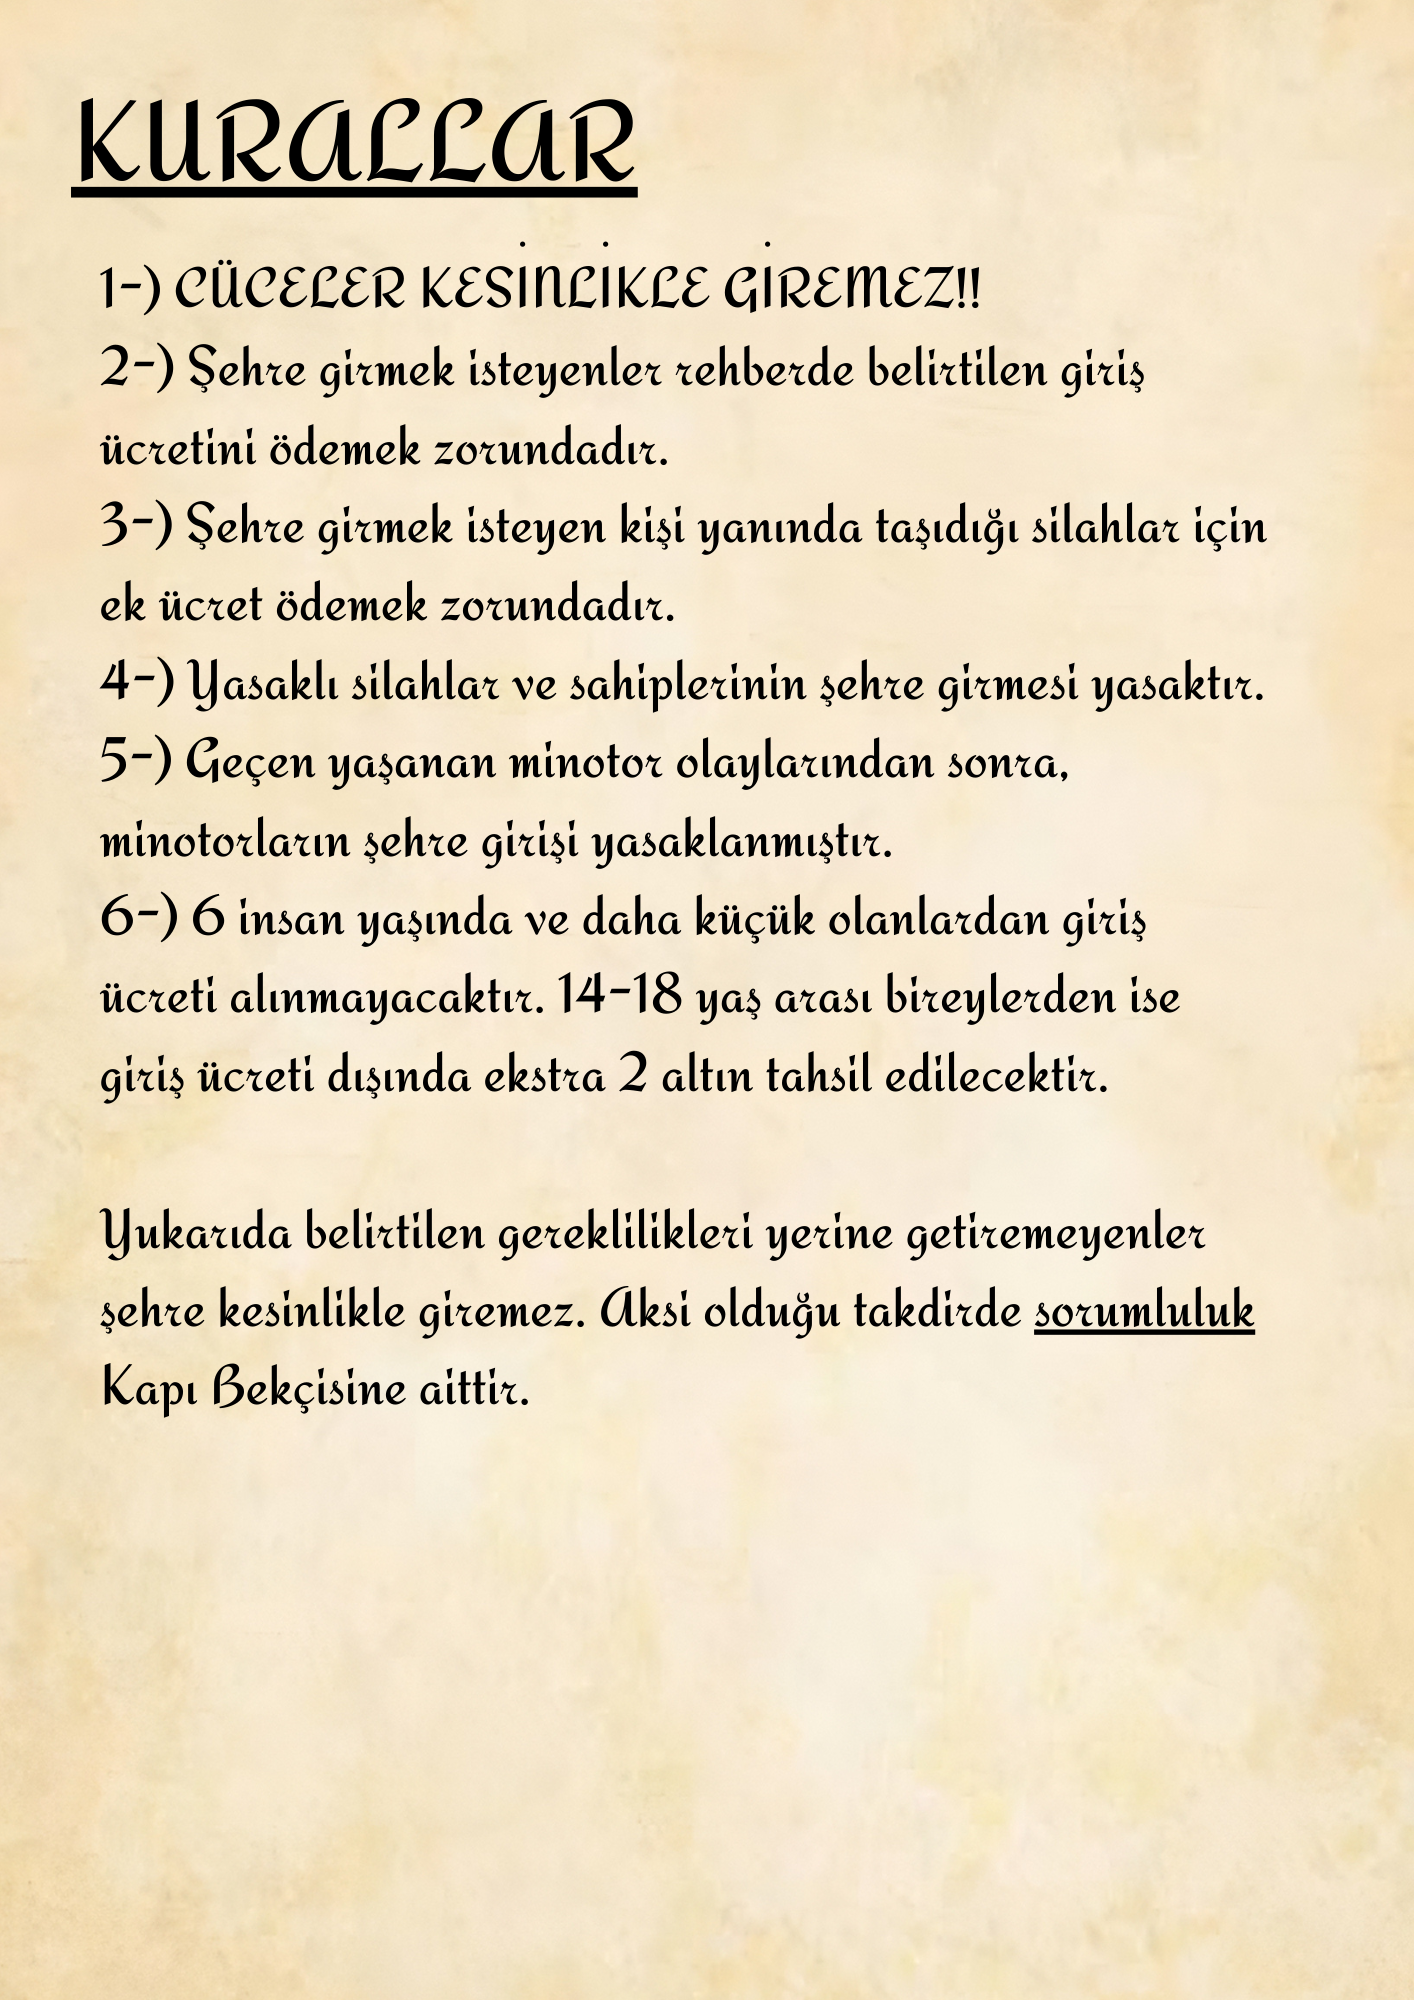 KURALLAR
1-) CÜCELER KESİNLİKLE GİREMEZ!!
2-) Şehre girmek isteyenler rehberde belirtilen giriş
ücretini ödemek zorundadır.
3-) Şehre girmek isteyen kişi yanında taşıdığı silahlar için
ek ücret ödemek zorundadır.
4-) Yasaklı silahlar ve sahiplerinin şehre girmesi yasaktır.
5-) Geçen yaşanan minotor olaylarından sonra,
minotorların şehre girişi yasaklanmıştır.
6-) 6 insan yaşında ve daha küçük olanlardan giriş
ücreti alınmayacaktır. 14-18 yaş arası bireylerden ise
giriş ücreti dışında ekstra 2 altın tahsil edilecektir.
Yukarıda belirtilen gereklilikleri yerine getiremeyenler
şehre kesinlikle giremez. Aksi olduğu takdirde sorumluluk
Kapı Bekçisine aittir.